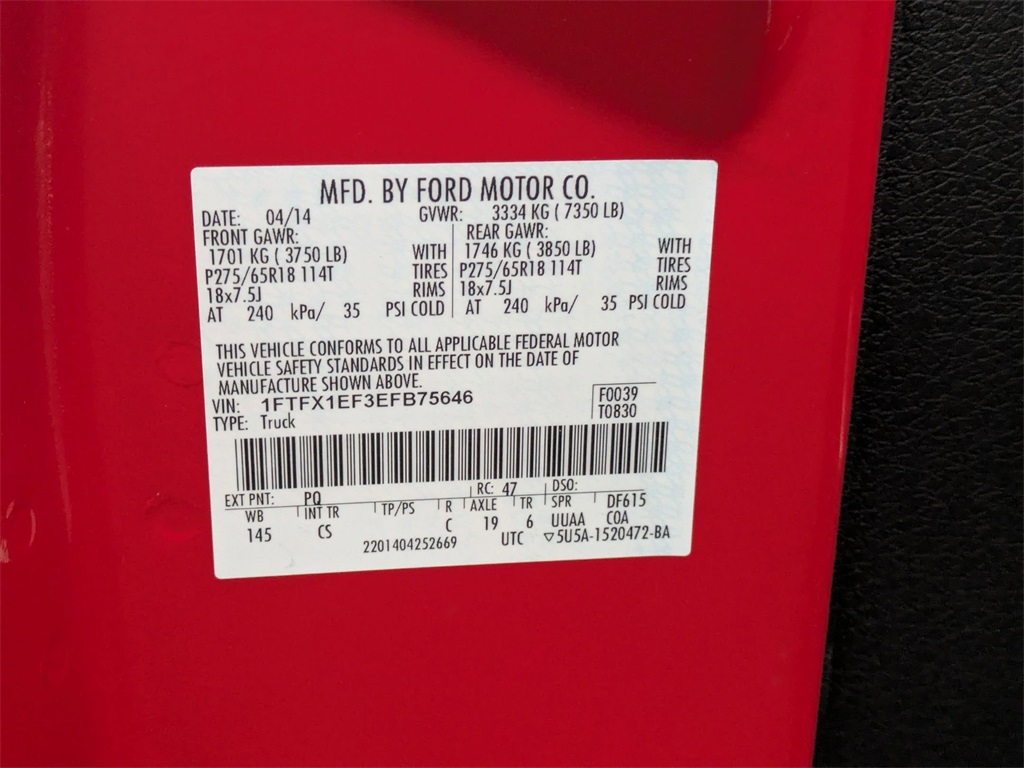 MFD. BY FORD MOTOR CO.
DATE: 04/14 GVWR: 3334 KG ( 7350 LB)
FRONT GAWR: REAR GAWR:
1701 KG ( 3750 LB) WITH 1746 KG ( 3850 LB) WITH
P275/65R18 114T TIRES P275/65R18 114T TIRES
18x7.5J RIMS 18x7.5J RIMS
AT 240 kPa/ 35 PSI COLD AT 240 kPa/ 35 PSI COLD
THIS VEHICLE CONFORMS TO ALL APPLICABLE FEDERAL MOTOR
VEHICLE SAFETY STANDARDS IN EFFECT ON THE DATE OF
MANUFACTURE SHOWN ABOVE.
VIN: 1FTFX1EF3EFB75646 F0039
TYPE: Truck T0830
EXT PNT: PQ RC: 47 DSO:
WB INT TR TP/PS R AXLE TR SPR DF615
145 CS C 19 6 UUAA COA
2201404252669 UTC ▽5U5A-1520472-BA